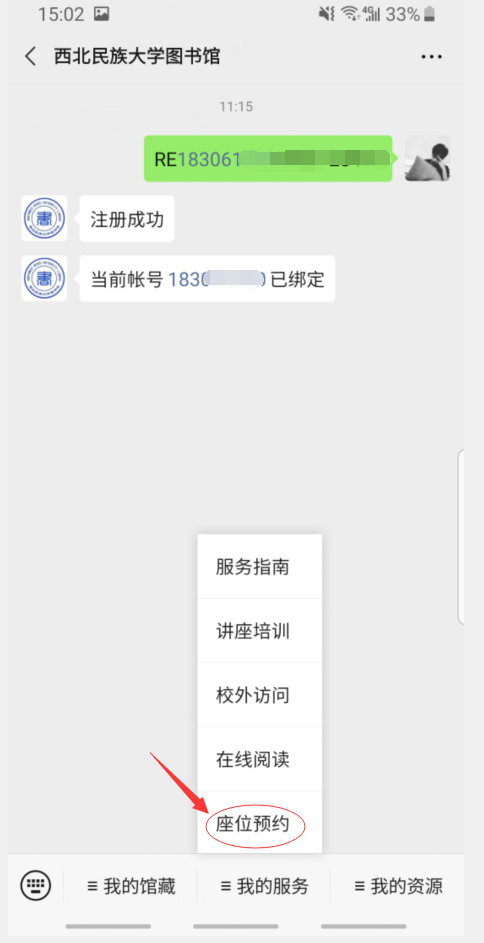 15:02
4G 33%
西北民族大学图书馆
11:15
RE183061
注册成功
当前帐号 1830 0 已绑定
服务指南
讲座培训
校外访问
在线阅读
座位预约
我的馆藏
我的服务
我的资源